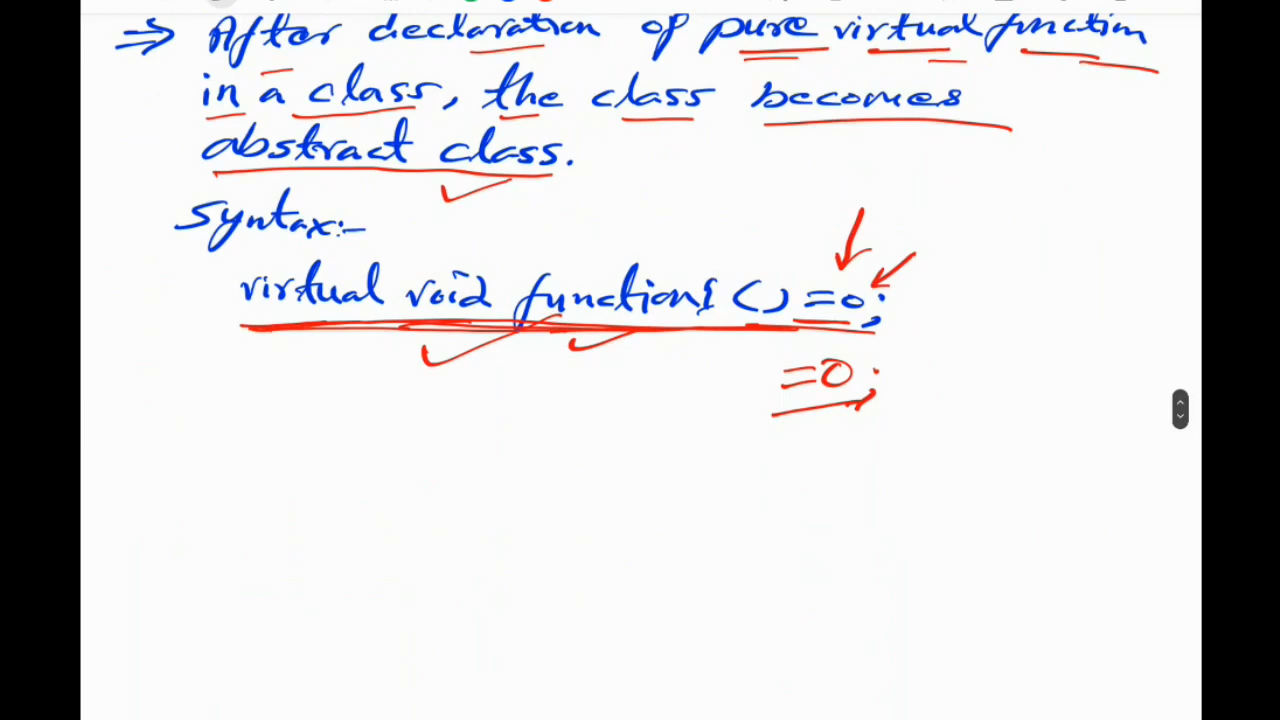 ⇒ After declaration of pure virtual function
in a class, the class becomes
abstract class.
Syntax:-
virtual void function1 () =0;
=0;